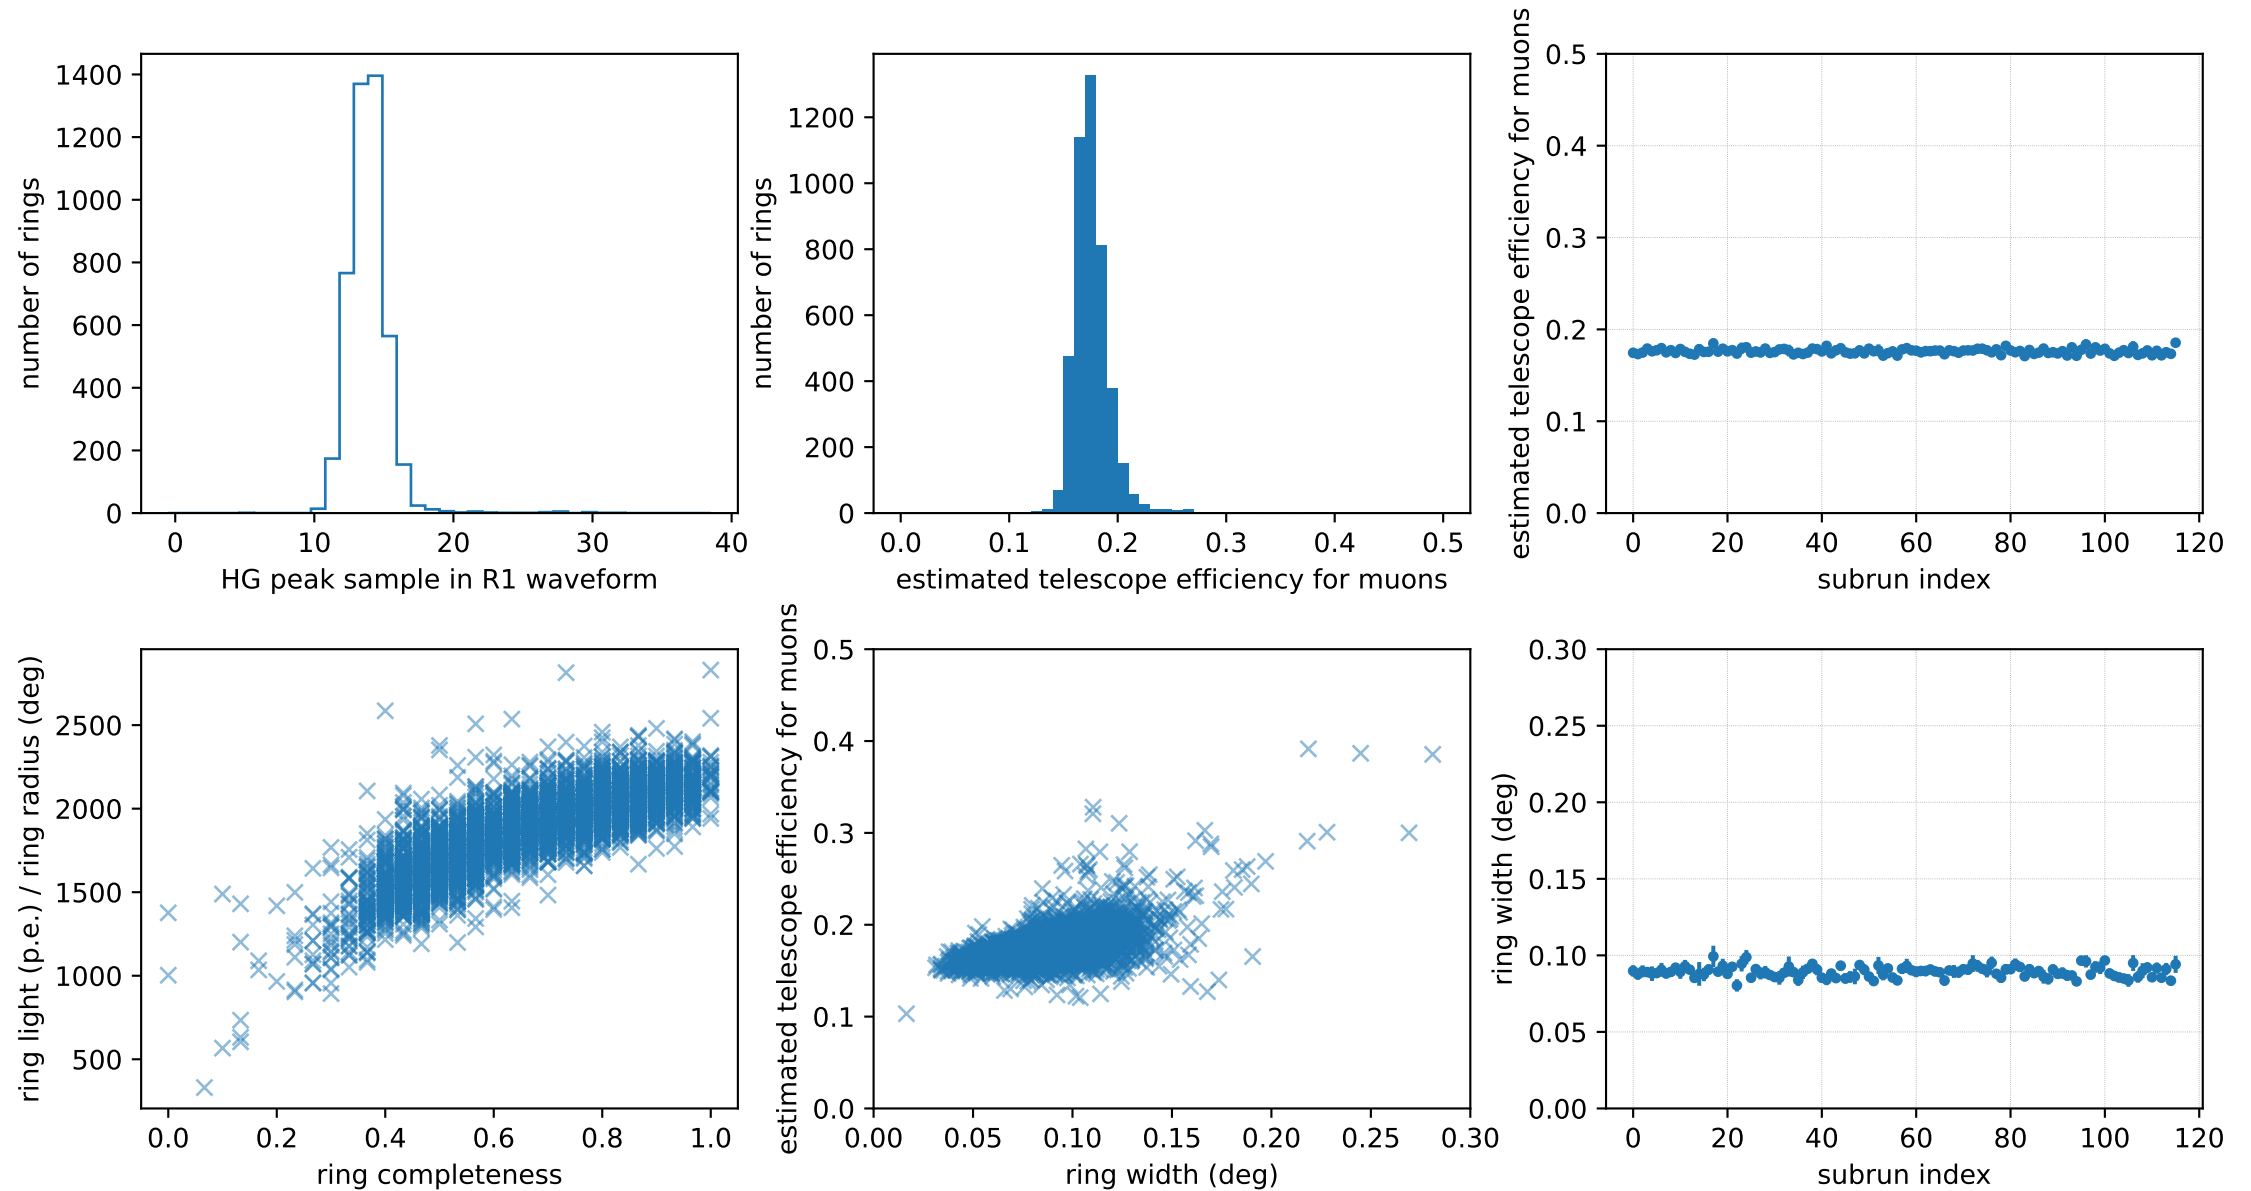 number of rings
1400
1200
1000
800
600
400
200
0
0 10 20 30 40
HG peak sample in R1 waveform
number of rings
1200
1000
800
600
400
200
0
0.0 0.1 0.2 0.3 0.4 0.5
estimated telescope efficiency for muons
estimated telescope efficiency for muons
0.5
0.4
0.3
0.2
0.1
0.0
0 20 40 60 80 100 120
subrun index
ring light (p.e.) / ring radius (deg)
2500
2000
1500
1000
500
0.0 0.2 0.4 0.6 0.8 1.0
ring completeness
estimated telescope efficiency for muons
0.5
0.4
0.3
0.2
0.1
0.0
0.00 0.05 0.10 0.15 0.20 0.25 0.30
ring width (deg)
ring width (deg)
0.30
0.25
0.20
0.15
0.10
0.05
0.00
0 20 40 60 80 100 120
subrun index